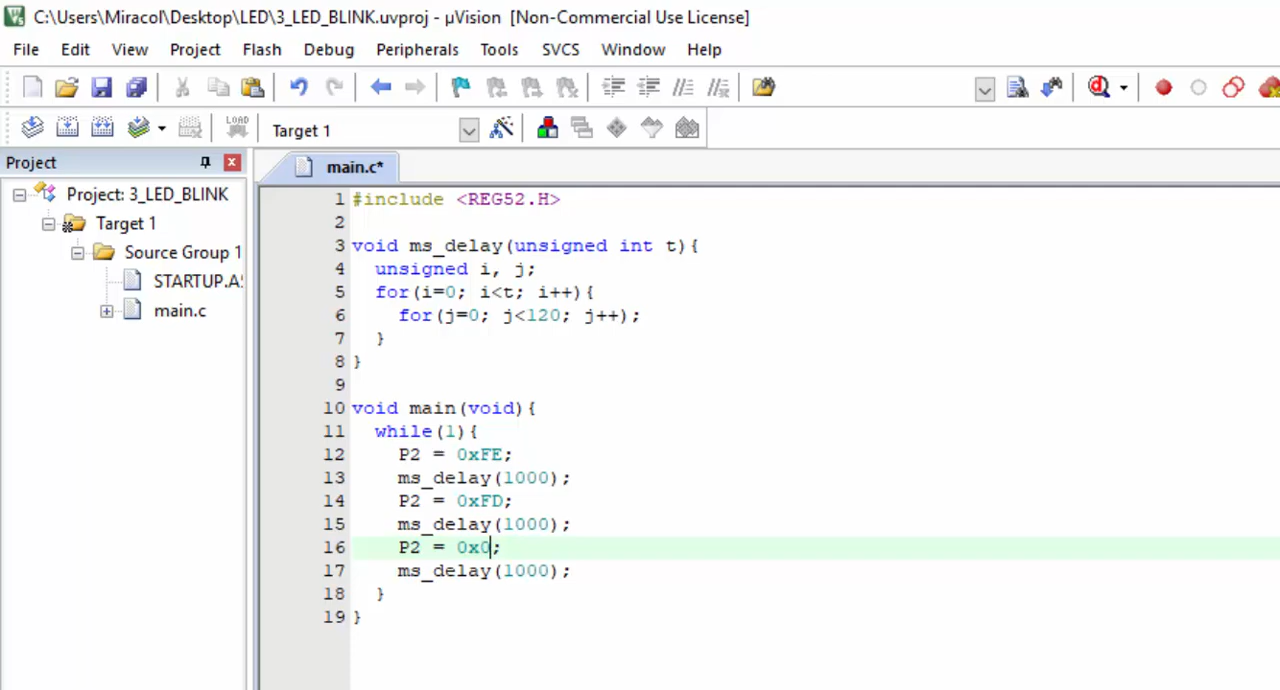 C:\Users\Miracol\Desktop\LED\3_LED_BLINK.uvproj - µVision [Non-Commercial Use License]
File Edit View Project Flash Debug Peripherals Tools SVCS Window Help
LOAD
Target 1
Project
main.c*
Project: 3_LED_BLINK
Target 1
Source Group 1
STARTUP.A
main.c
1 #include <REG52.H>
2
3 void ms_delay(unsigned int t){
4 unsigned i, j;
5 for(i=0; i<t; i++){
6 for(j=0; j<120; j++);
7 }
8 }
9
10 void main(void){
11 while(1){
12 P2 = 0xFE;
13 ms_delay(1000);
14 P2 = 0xFD;
15 ms_delay(1000);
16 P2 = 0x0;
17 ms_delay(1000);
18 }
19 }